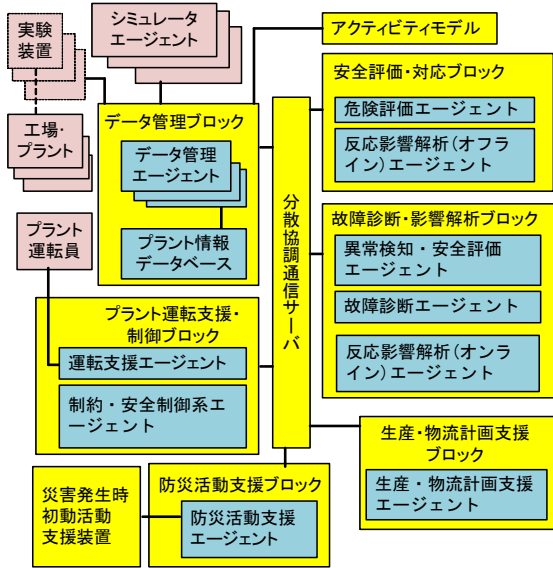 実験
装置
シミュレータ
エージェント
アクティビティモデル
工場・
プラント
データ管理ブロック
データ管理
エージェント
プラント情報
データベース
安全評価・対応ブロック
危険評価エージェント
反応影響解析(オフラ
イン)エージェント
プラント
運転員
分散協調通信サーバ
故障診断・影響解析ブロック
異常検知・安全評価
エージェント
故障診断エージェント
反応影響解析(オンラ
イン)エージェント
プラント運転支援・
制御ブロック
運転支援エージェント
制約・安全制御系エ
ージェント
生産・物流計画支援
ブロック
生産・物流計画支援
エージェント
災害発生時
初動活動
支援装置
防災活動支援ブロック
防災活動支援
エージェント